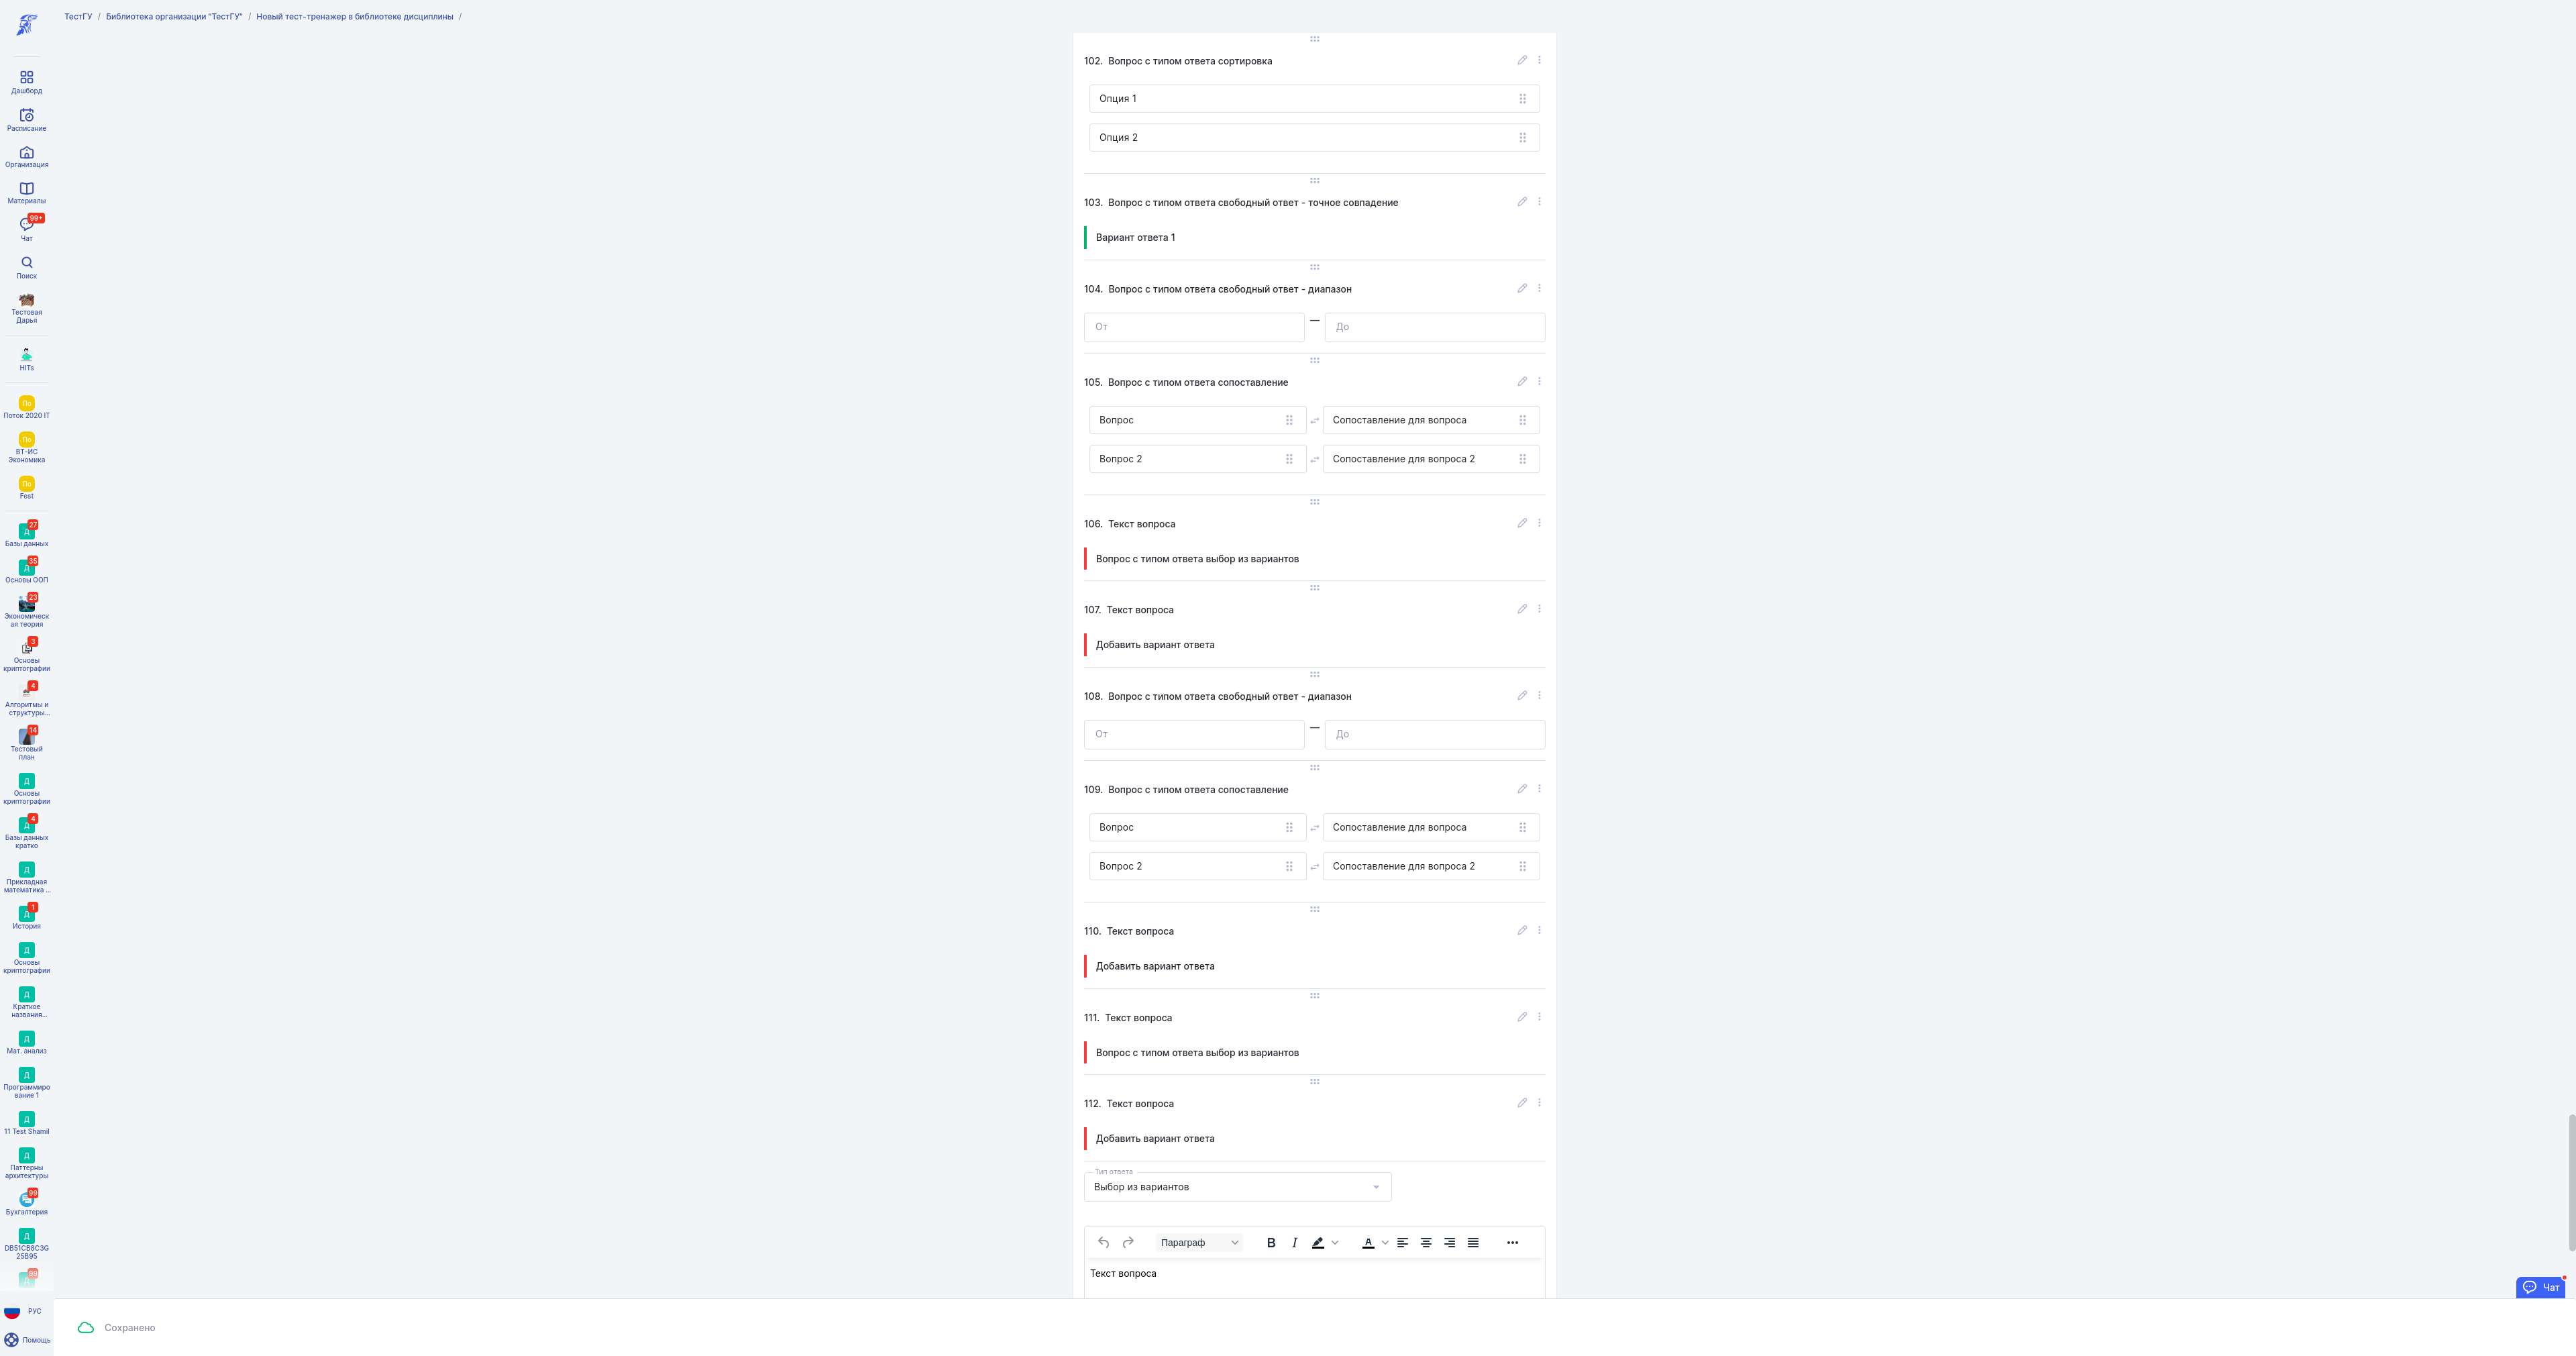 ТестГУ / Библиотека организации "ТестГУ" / Новый тест-тренажер в библиотеке дисциплины /
Дашборд
Расписание
Организация
Материалы
99+
Чат
Поиск
Тестовая
Дарья
HITs
По
Поток 2020 IT
По
ВТ-ИС
Экономика
По
Fest
27
Д
Базы данных
35
Д
Основы ООП
23
Экономическ
ая теория
3
Основы
криптографии
4
Алгоритмы и
структуры...
14
Тестовый
план
Д
Основы
криптографии
4
Д
Базы данных
кратко
Д
Прикладная
математика ...
1
Д
История
Д
Основы
криптографии
Д
Краткое
названия...
Д
Мат. анализ
Д
Программиро
вание 1
Д
11 Test Shamil
Д
Паттерны
архитектуры
99
Бухгалтерия
Д
DB51CB8C3G
25B95
99
Д
РУС
Помощь
102. Вопрос с типом ответа сортировка
Опция 1
Опция 2
103. Вопрос с типом ответа свободный ответ - точное совпадение
Вариант ответа 1
104. Вопрос с типом ответа свободный ответ - диапазон
От — До
105. Вопрос с типом ответа сопоставление
Вопрос Сопоставление для вопроса
Вопрос 2 Сопоставление для вопроса 2
106. Текст вопроса
Вопрос с типом ответа выбор из вариантов
107. Текст вопроса
Добавить вариант ответа
108. Вопрос с типом ответа свободный ответ - диапазон
От — До
109. Вопрос с типом ответа сопоставление
Вопрос Сопоставление для вопроса
Вопрос 2 Сопоставление для вопроса 2
110. Текст вопроса
Добавить вариант ответа
111. Текст вопроса
Вопрос с типом ответа выбор из вариантов
112. Текст вопроса
Добавить вариант ответа
Тип ответа
Выбор из вариантов
Параграф B I A
Текст вопроса
Чат
Сохранено